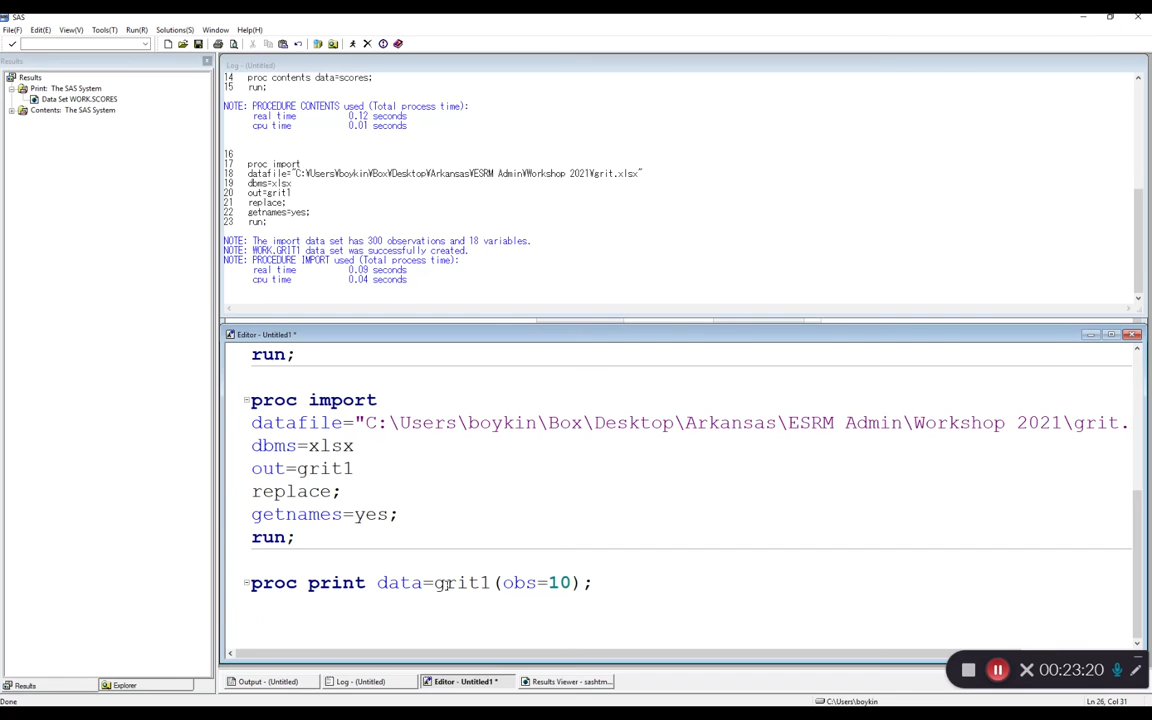 SAS
File(F) Edit(E) View(V) Tools(T) Run(R) Solutions(S) Window Help(H)
Results
Results
Print: The SAS System
Data Set WORK.SCORES
Contents: The SAS System
Log - (Untitled)
14 proc contents data=scores;
15 run;
NOTE: PROCEDURE CONTENTS used (Total process time):
real time 0.12 seconds
cpu time 0.01 seconds
16
17 proc import
18 datafile="C:\Users\boykin\Box\Desktop\Arkansas\ESRM Admin\Workshop 2021\grit.xlsx"
19 dbms=xlsx
20 out=grit1
21 replace;
22 getnames=yes;
23 run;
NOTE: The import data set has 300 observations and 18 variables.
NOTE: WORK.GRIT1 data set was successfully created.
NOTE: PROCEDURE IMPORT used (Total process time):
real time 0.09 seconds
cpu time 0.04 seconds
Editor - Untitled1 *
run;
proc import
datafile="C:\Users\boykin\Box\Desktop\Arkansas\ESRM Admin\Workshop 2021\grit.
dbms=xlsx
out=grit1
replace;
getnames=yes;
run;
proc print data=grit1(obs=10);
00:23:20
Results Explorer
Output - (Untitled) Log - (Untitled) Editor - Untitled1 * Results Viewer - sashtm...
Done C:\Users\boykin Ln 26, Col 31